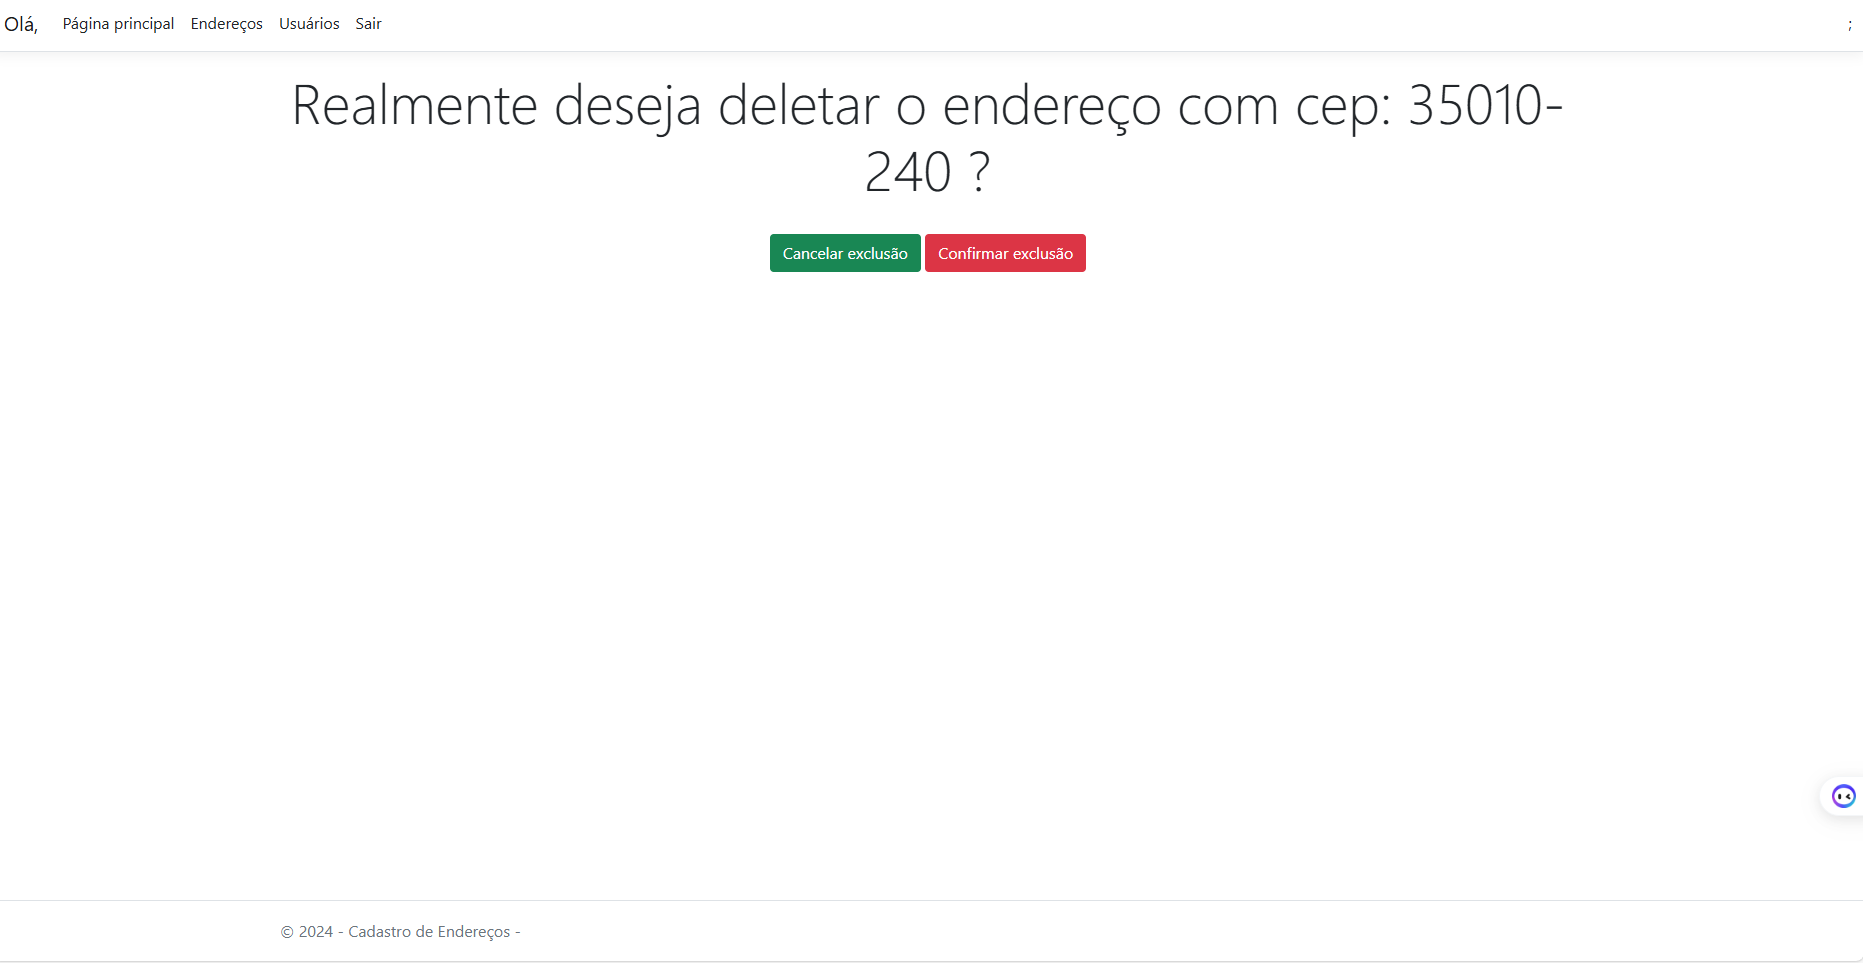 Olá, Página principal Endereços Usuários Sair ;
Realmente deseja deletar o endereço com cep: 35010-
240 ?
Cancelar exclusão Confirmar exclusão
© 2024 - Cadastro de Endereços -